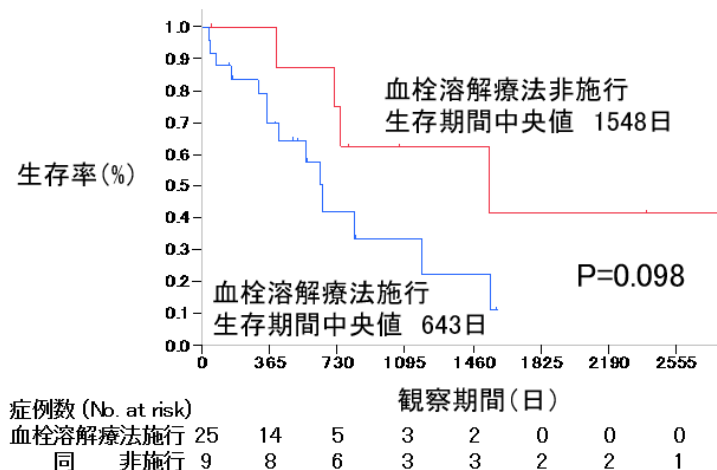 1.0
0.9
0.8
0.7
0.6
0.5
0.4
0.3
0.2
0.1
0.0
生存率(%)
血栓溶解療法非施行
生存期間中央値 1548日
血栓溶解療法施行
生存期間中央値 643日
P=0.098
0 365 730 1095 1460 1825 2190 2555
観察期間(日)
症例数 (No. at risk)
血栓溶解療法施行 25 14 5 3 2 0 0 0
同 非施行 9 8 6 3 3 2 2 1